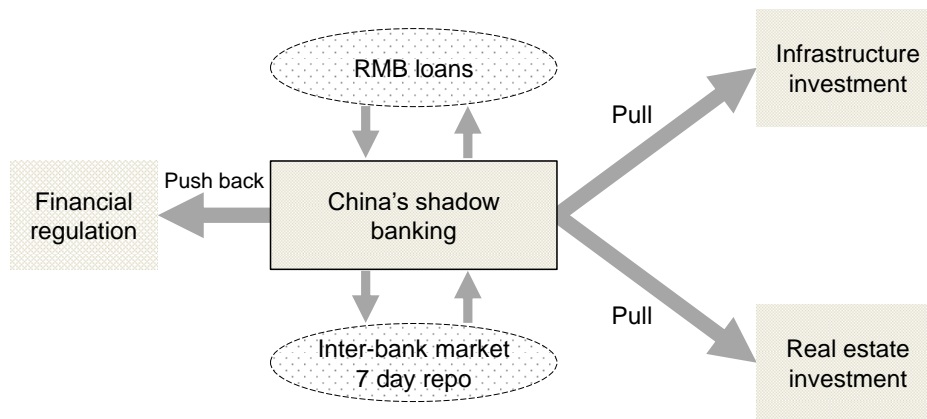 RMB loans
Infrastructure
investment
Pull
Push back
Financial
regulation
China’s shadow
banking
Pull
Inter-bank market
7 day repo
Real estate
investment